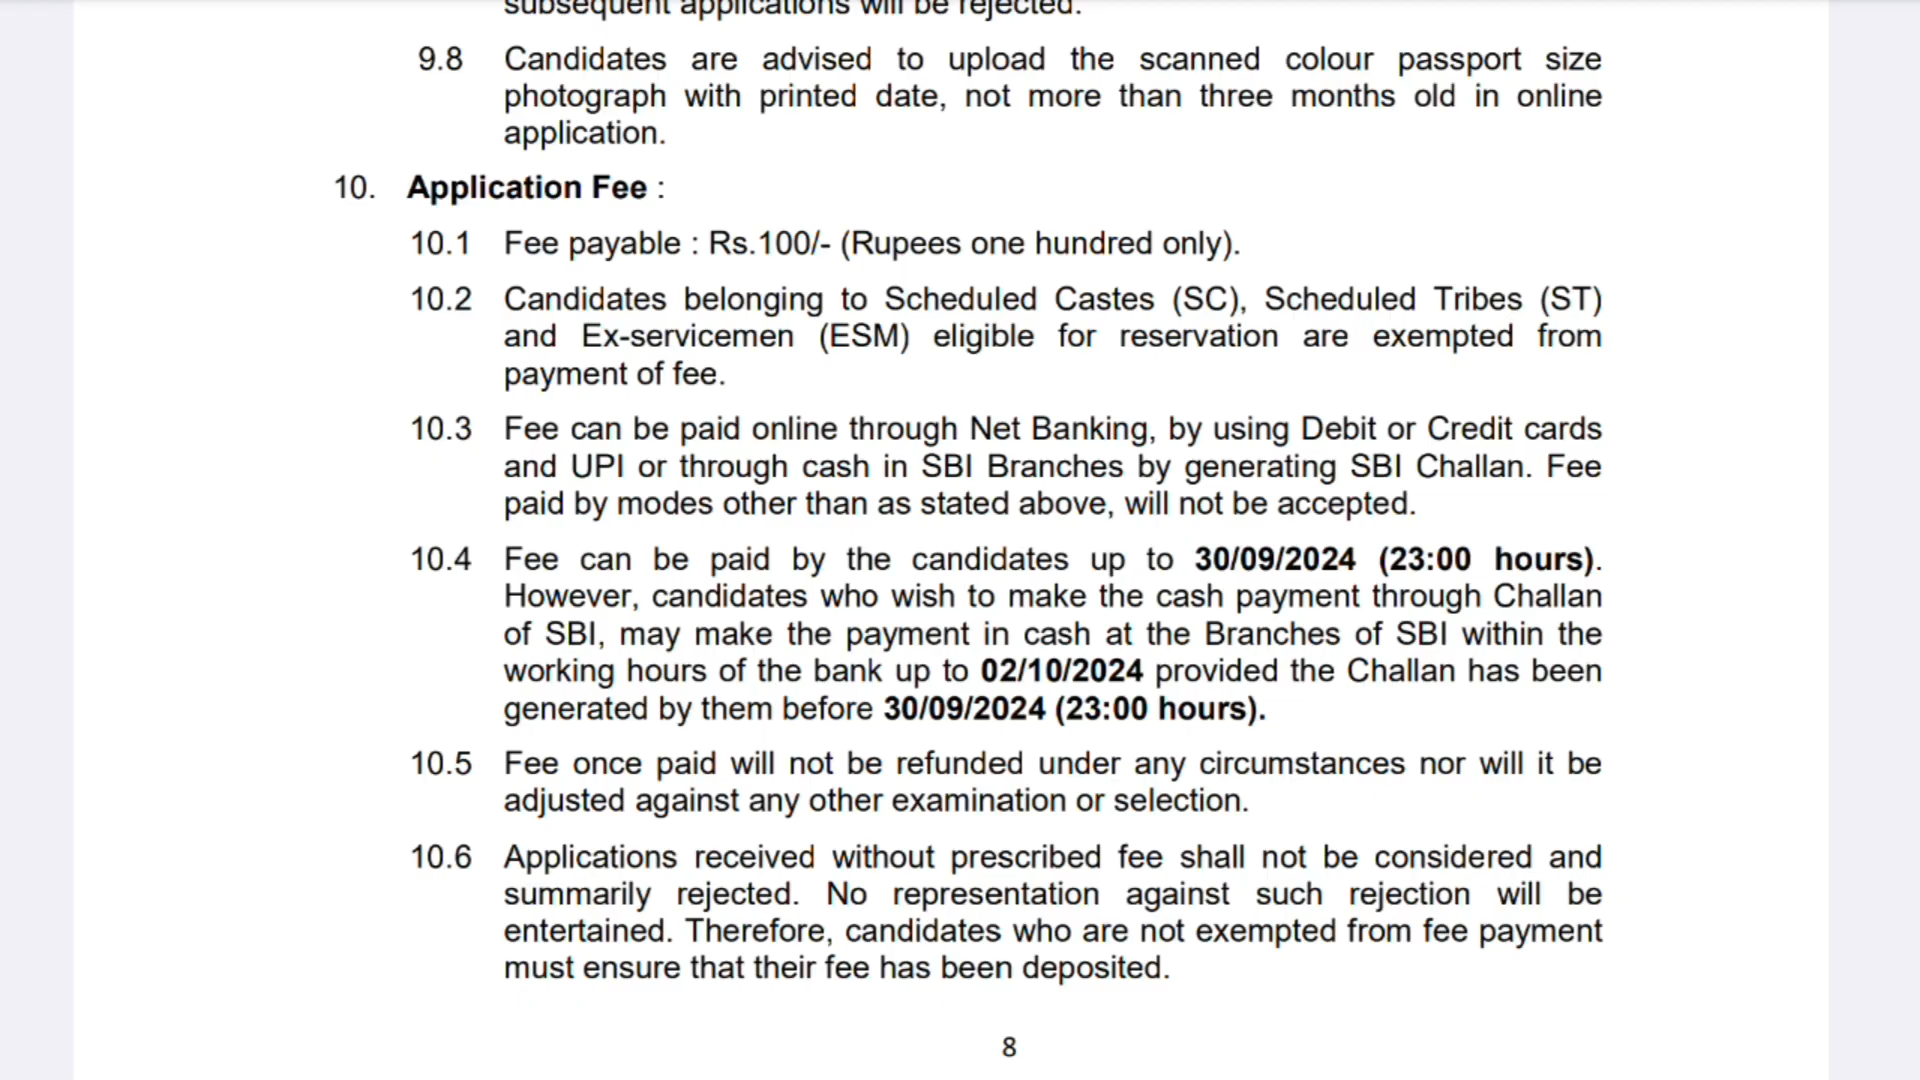 subsequent applications will be rejected.
9.8 Candidates are advised to upload the scanned colour passport size
photograph with printed date, not more than three months old in online
application.
10. Application Fee :
10.1 Fee payable : Rs.100/- (Rupees one hundred only).
10.2 Candidates belonging to Scheduled Castes (SC), Scheduled Tribes (ST)
and Ex-servicemen (ESM) eligible for reservation are exempted from
payment of fee.
10.3 Fee can be paid online through Net Banking, by using Debit or Credit cards
and UPI or through cash in SBI Branches by generating SBI Challan. Fee
paid by modes other than as stated above, will not be accepted.
10.4 Fee can be paid by the candidates up to 30/09/2024 (23:00 hours).
However, candidates who wish to make the cash payment through Challan
of SBI, may make the payment in cash at the Branches of SBI within the
working hours of the bank up to 02/10/2024 provided the Challan has been
generated by them before 30/09/2024 (23:00 hours).
10.5 Fee once paid will not be refunded under any circumstances nor will it be
adjusted against any other examination or selection.
10.6 Applications received without prescribed fee shall not be considered and
summarily rejected. No representation against such rejection will be
entertained. Therefore, candidates who are not exempted from fee payment
must ensure that their fee has been deposited.
8